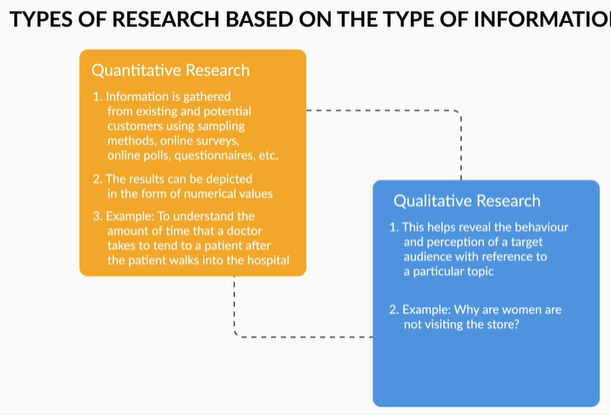 TYPES OF RESEARCH BASED ON THE TYPE OF INFORMATIO
Quantitative Research
1. Information is gathered
from existing and potential
customers using sampling
methods, online surveys,
online polls, questionnaires, etc.
2. The results can be depicted
in the form of numerical values
3. Example: To understand the
amount of time that a doctor
takes to tend to a patient after
the patient walks into the hospital
Qualitative Research
1. This helps reveal the behaviour
and perception of a target
audience with reference to
a particular topic
2. Example: Why are women are
not visiting the store?